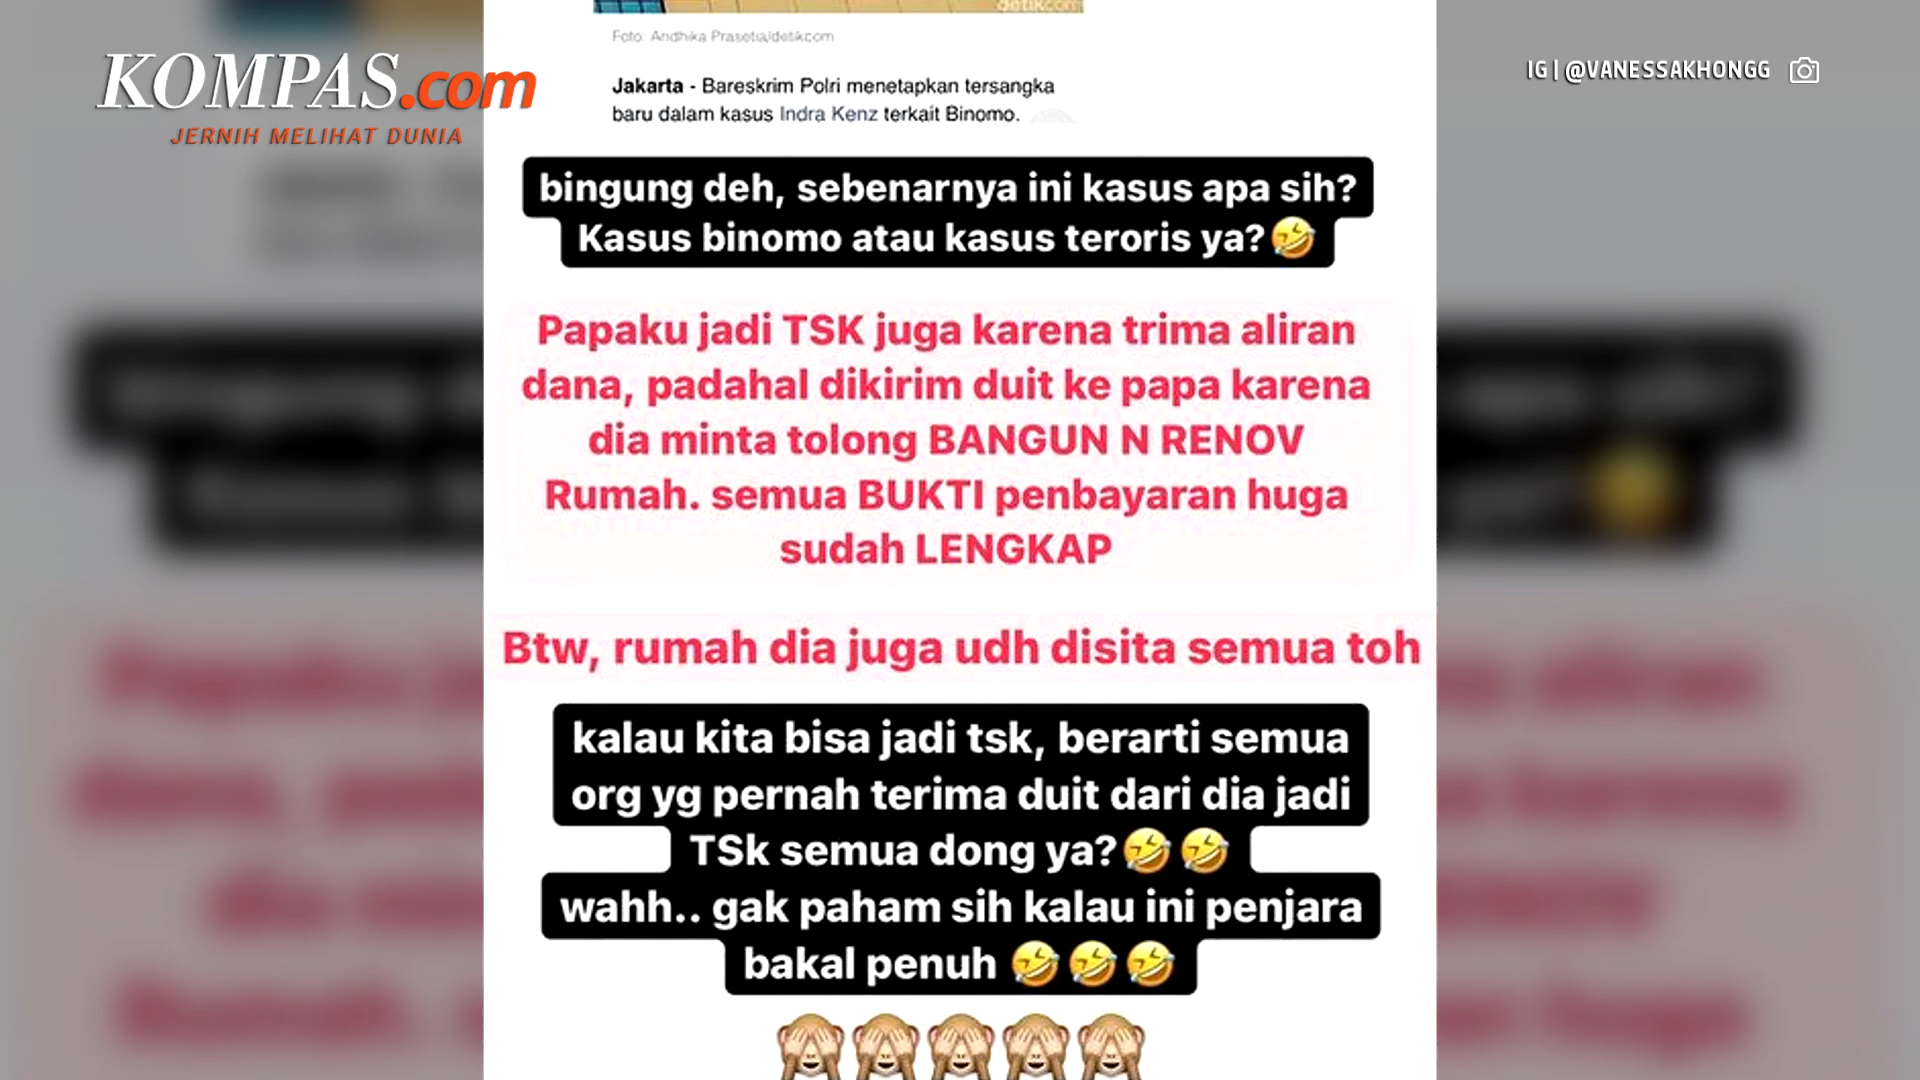 detikcom
Foto: Andhika Prasetia/detikcom
KOMPAS.com
JERNIH MELIHAT DUNIA
IG | @VANESSAKHONGG
Jakarta - Bareskrim Polri menetapkan tersangka
baru dalam kasus Indra Kenz terkait Binomo.
bingung deh, sebenarnya ini kasus apa sih?
Kasus binomo atau kasus teroris ya?🤣
Papaku jadi TSK juga karena trima aliran
dana, padahal dikirim duit ke papa karena
dia minta tolong BANGUN N RENOV
Rumah. semua BUKTI penbayaran huga
sudah LENGKAP
Btw, rumah dia juga udh disita semua toh
kalau kita bisa jadi tsk, berarti semua
org yg pernah terima duit dari dia jadi
TSk semua dong ya?🤣🤣
wahh.. gak paham sih kalau ini penjara
bakal penuh 🤣🤣🤣
🙈🙈🙈🙈🙈